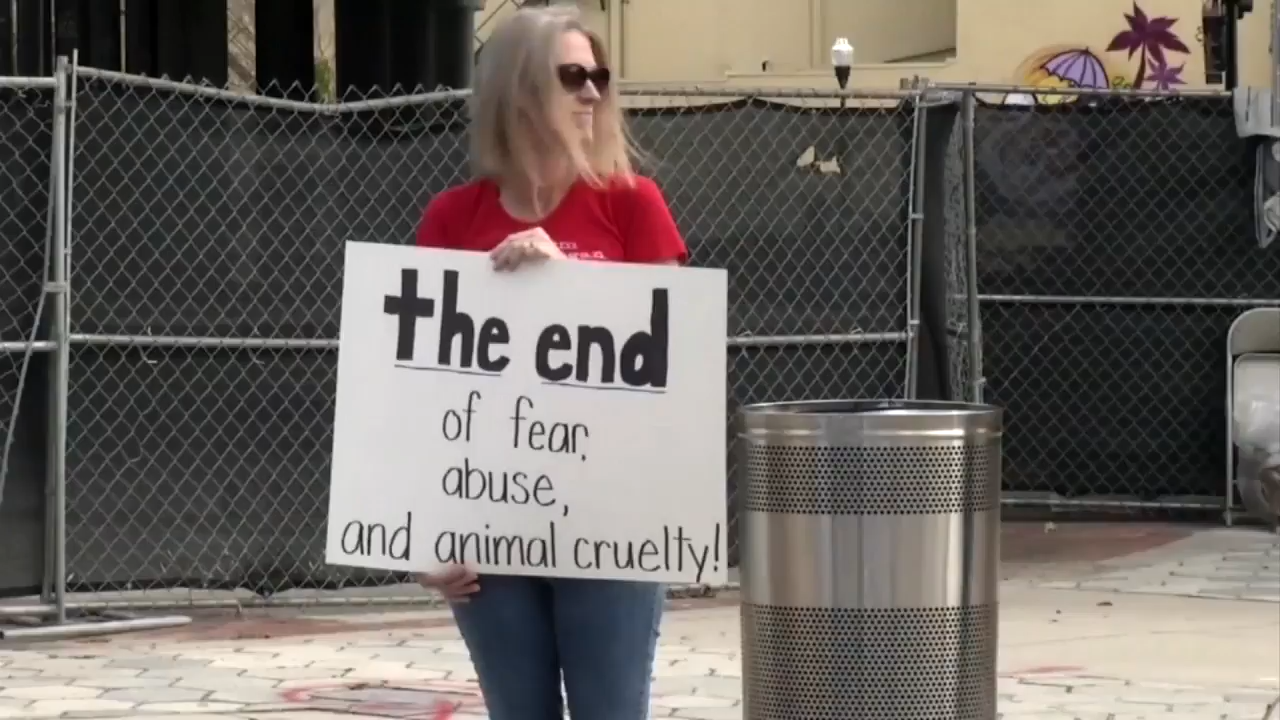 the end
of fear,
abuse,
and animal cruelty!